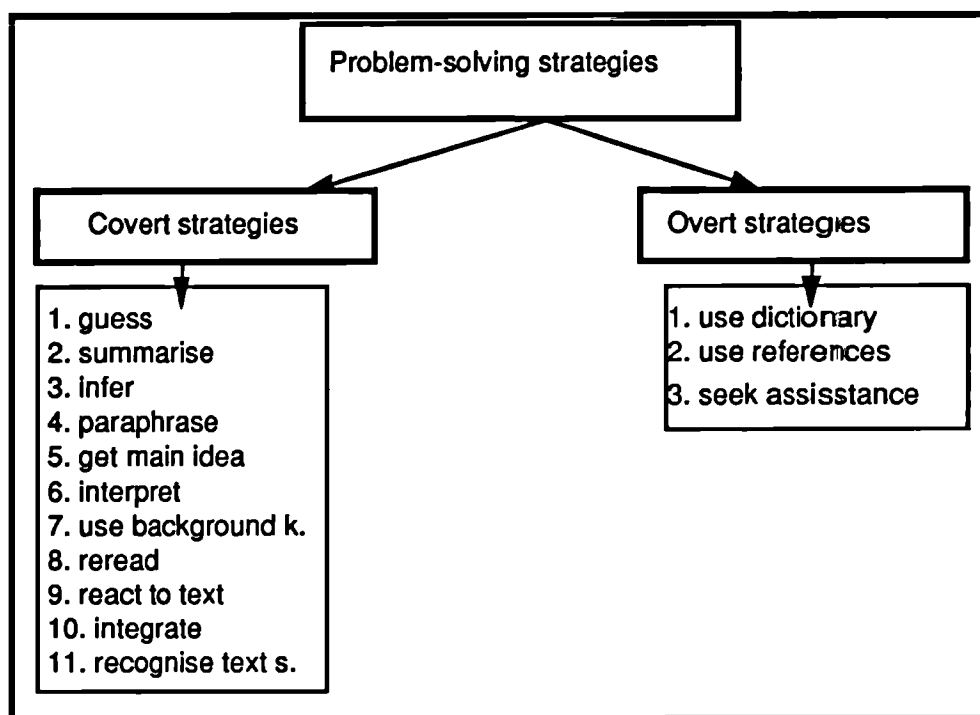 Problem-solving strategies
Covert strategies
1. guess
2. summarise
3. infer
4. paraphrase
5. get main idea
6. interpret
7. use background k.
8. reread
9. react to text
10. integrate
11. recognise text s.
Overt strategies
1. use dictionary
2. use references
3. seek assisstance